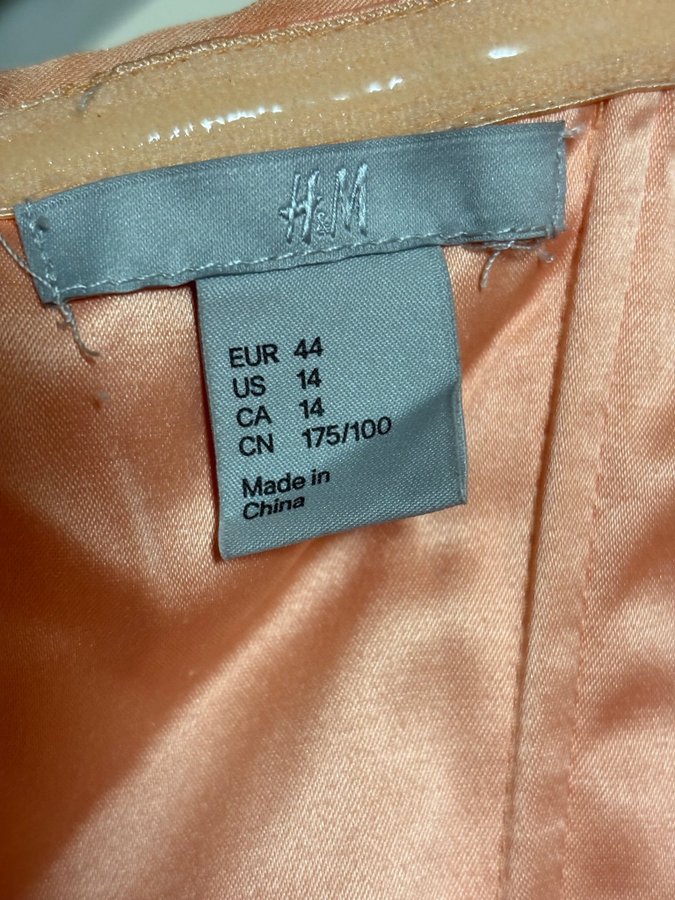 H&M
EUR 44
US 14
CA 14
CN 175/100
Made in
China